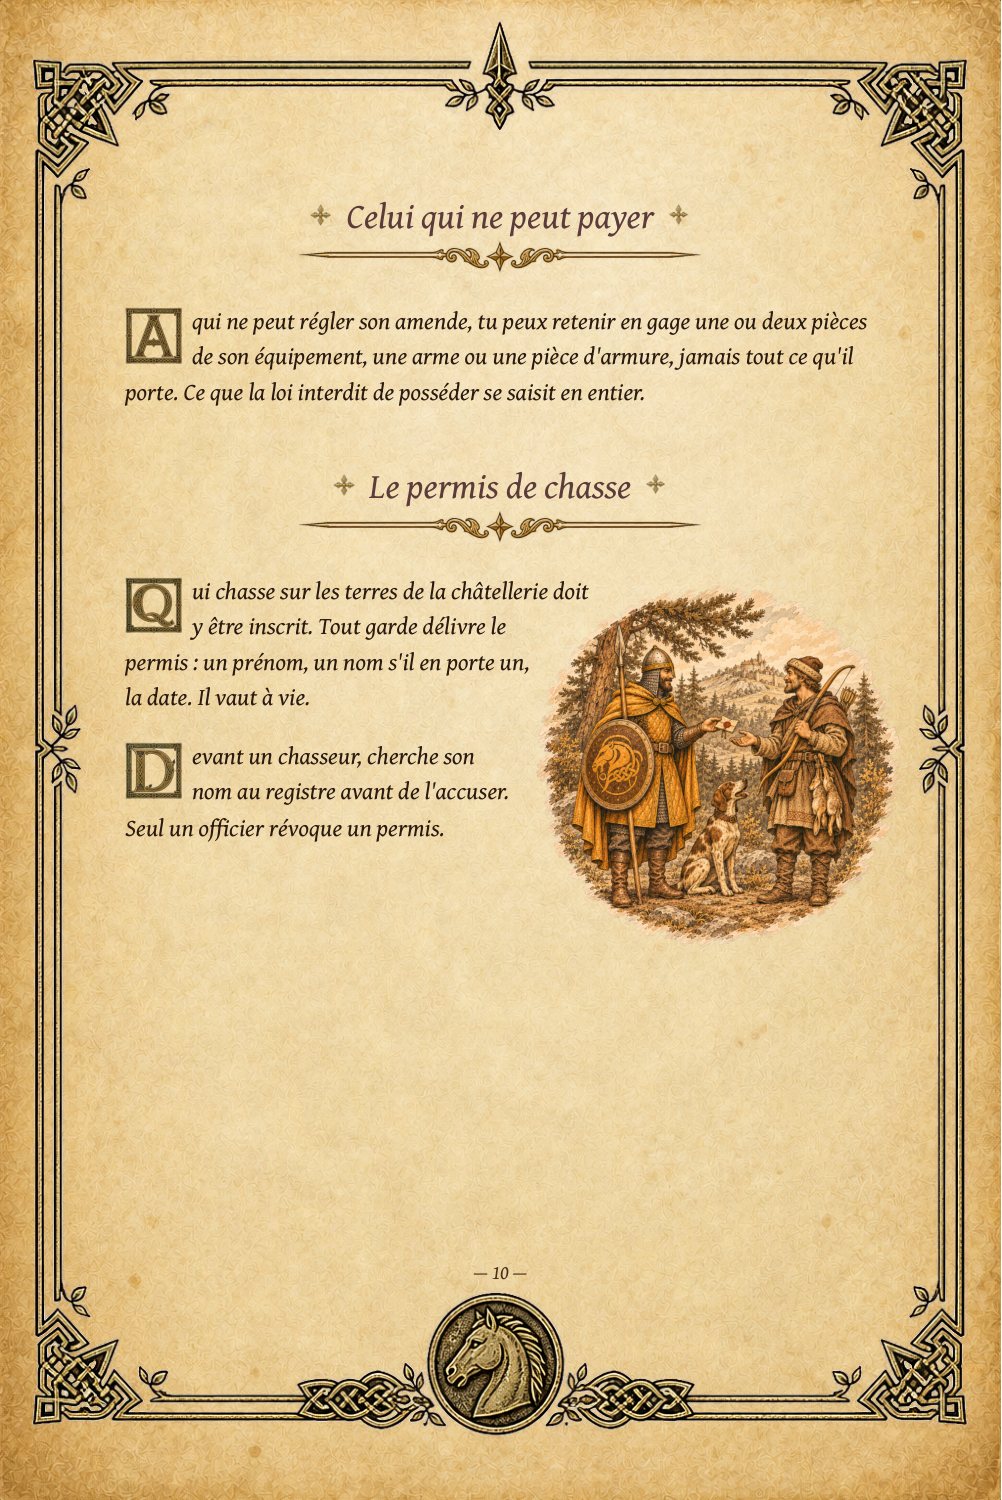 Celui qui ne peut payer
A qui ne peut régler son amende, tu peux retenir en gage une ou deux pièces
de son équipement, une arme ou une pièce d'armure, jamais tout ce qu'il
porte. Ce que la loi interdit de posséder se saisit en entier.
Le permis de chasse
Qui chasse sur les terres de la châtellerie doit
y être inscrit. Tout garde délivre le
permis : un prénom, un nom s'il en porte un,
la date. Il vaut à vie.
Devant un chasseur, cherche son
nom au registre avant de l'accuser.
Seul un officier révoque un permis.
— 10 —